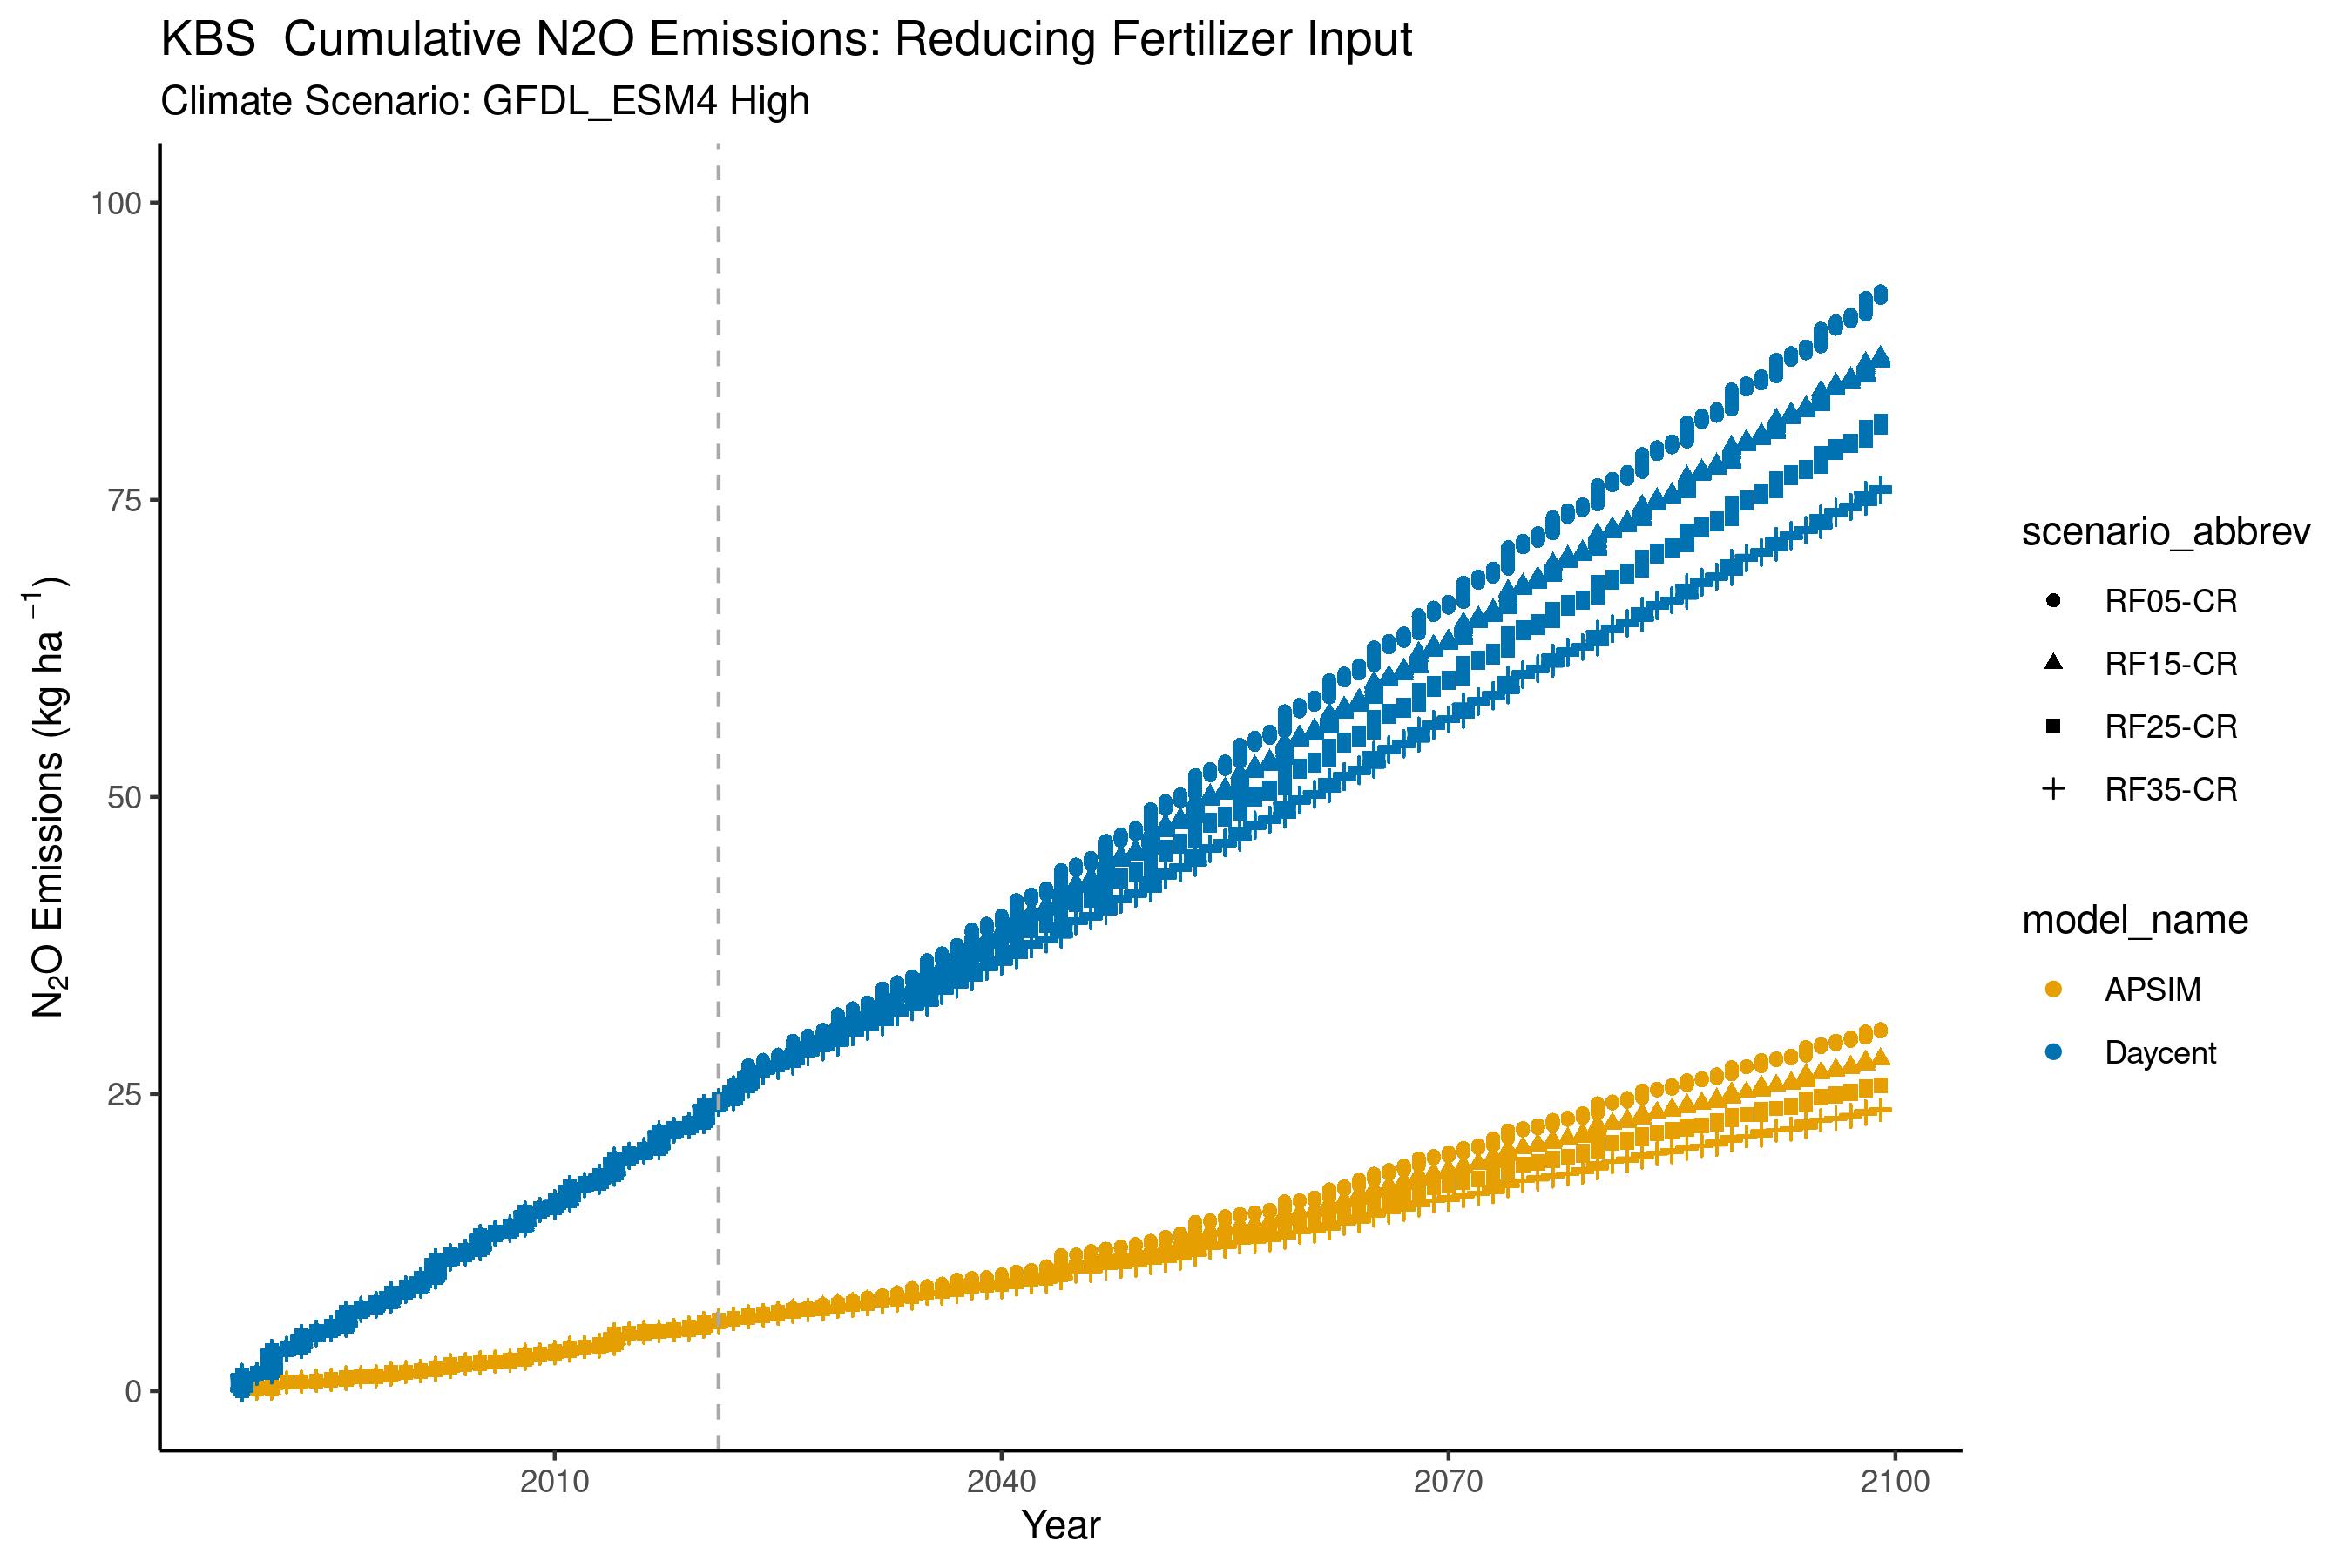 KBS  Cumulative N2O Emissions: Reducing Fertilizer Input
Climate Scenario: GFDL_ESM4 High
N₂O Emissions (kg ha ⁻¹)
100
75
50
25
0
2010
2040
2070
2100
Year
scenario_abbrev
RF05-CR
RF15-CR
RF25-CR
RF35-CR
model_name
APSIM
Daycent